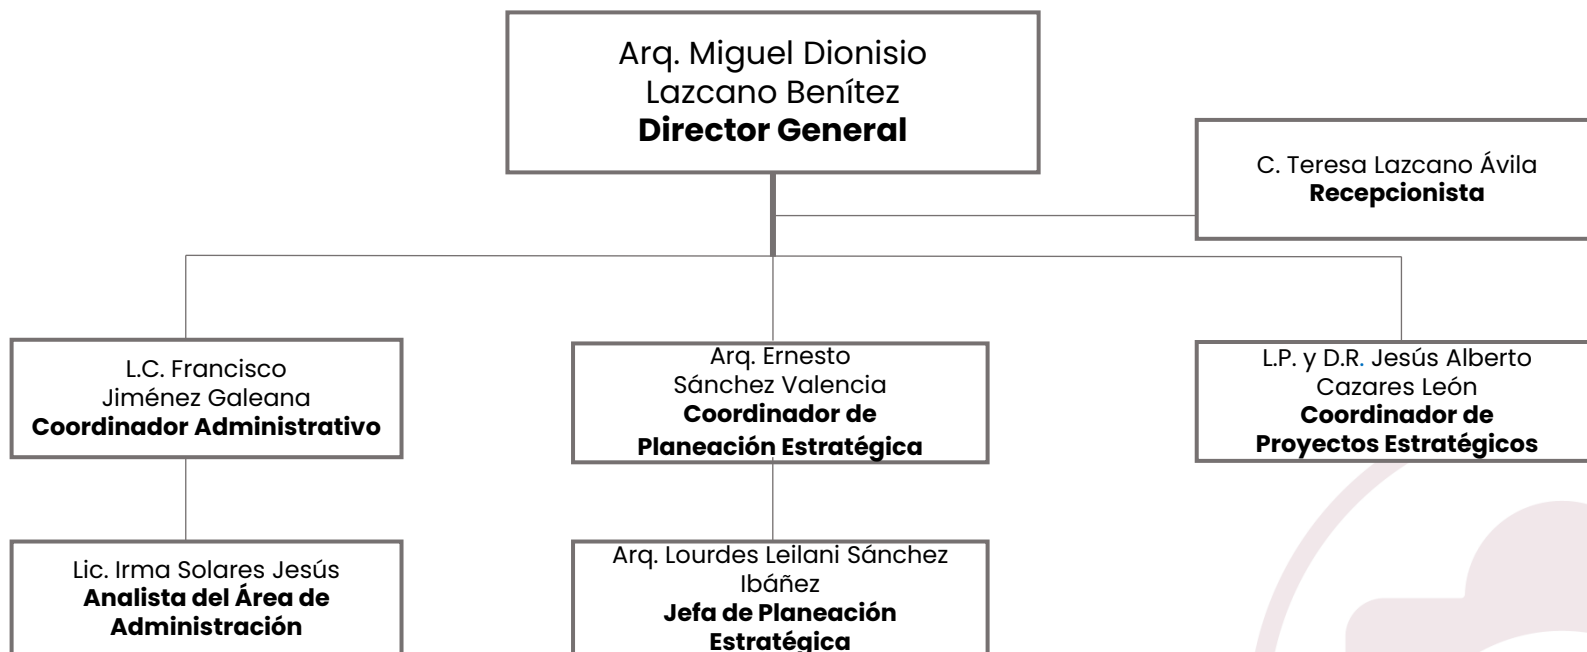 Arq. Miguel Dionisio
Lazcano Benítez
Director General
C. Teresa Lazcano Ávila
Recepcionista
L.C. Francisco
Jiménez Galeana
Coordinador Administrativo
Arq. Ernesto
Sánchez Valencia
Coordinador de
Planeación Estratégica
L.P. y D.R. Jesús Alberto
Cazares León
Coordinador de
Proyectos Estratégicos
Lic. Irma Solares Jesús
Analista del Área de
Administración
Arq. Lourdes Leilani Sánchez
Ibáñez
Jefa de Planeación
Estratégica